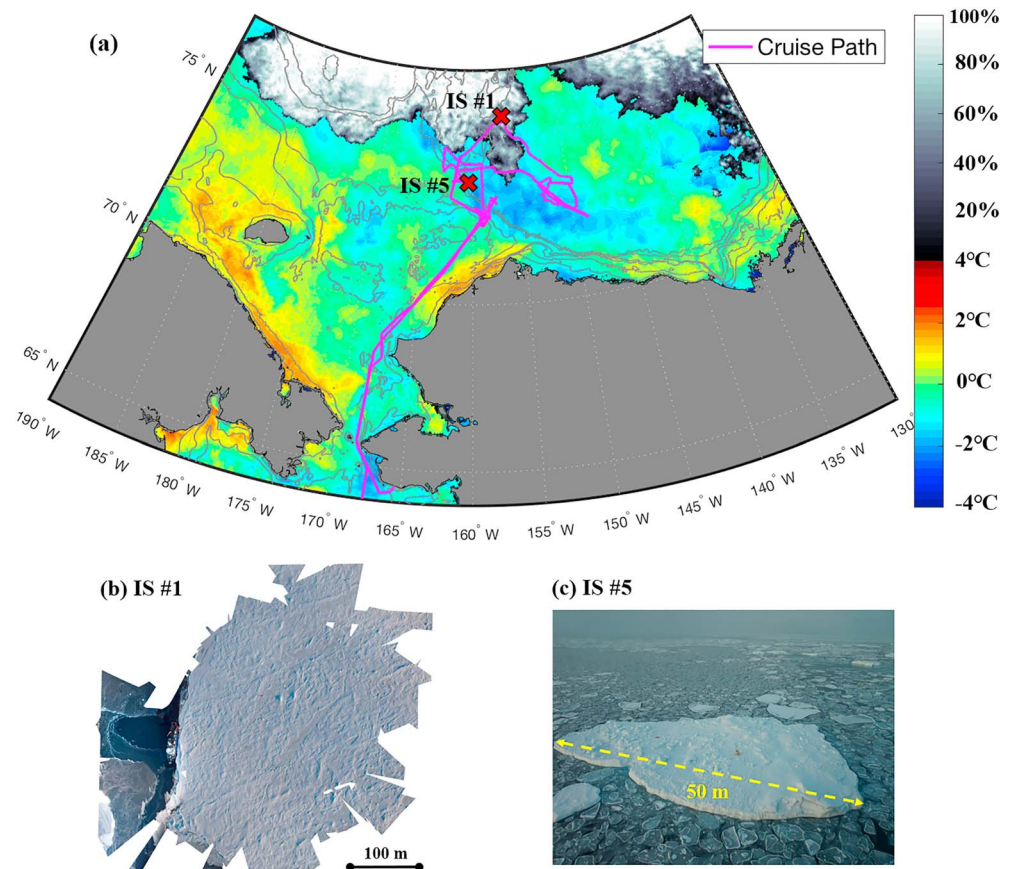 (a)
Cruise Path
100%
80%
60%
40%
20%
4°C
2°C
0°C
-2°C
-4°C
75° N
70° N
65° N
IS #1
IS #5
190° W
185° W
180° W
175° W
170° W
165° W
160° W
155° W
150° W
145° W
140° W
135° W
130°
(b) IS #1
100 m
(c) IS #5
50 m